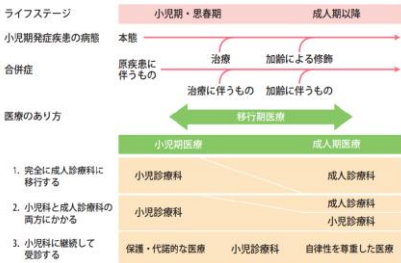 ライフステージ 小児期・思春期 成人期以降
小児期発症疾患の病態 本態
治療 加齢による修飾
合併症 原疾患に
伴うもの
治療に伴うもの 加齢に伴うもの
医療のあり方 移行期医療
小児期医療 成人期医療
1. 完全に成人診療科に
移行する
小児診療科 成人診療科
2. 小児科と成人診療科の
両方にかかる
小児診療科 成人診療科
小児診療科
3. 小児科に継続して
受診する
保護・代諾的な医療 小児診療科 自律性を尊重した医療